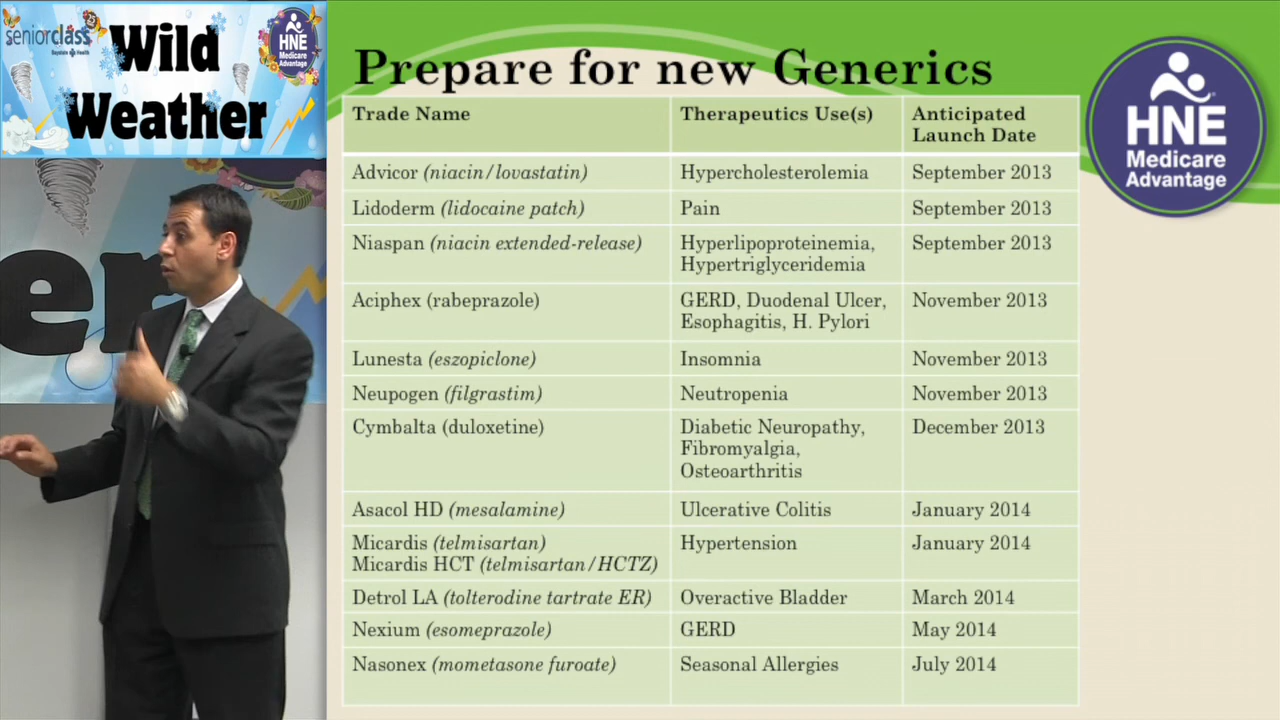 seniorclass
Baystate Health
Wild
Weather
HNE
Medicare
Advantage
er
Prepare for new Generics
HNE
Medicare
Advantage
Trade Name Therapeutics Use(s) Anticipated
Launch Date
Advicor (niacin/lovastatin) Hypercholesterolemia September 2013
Lidoderm (lidocaine patch) Pain September 2013
Niaspan (niacin extended-release) Hyperlipoproteinemia, September 2013
Hypertriglyceridemia
Aciphex (rabeprazole) GERD, Duodenal Ulcer, November 2013
Esophagitis, H. Pylori
Lunesta (eszopiclone) Insomnia November 2013
Neupogen (filgrastim) Neutropenia November 2013
Cymbalta (duloxetine) Diabetic Neuropathy, December 2013
Fibromyalgia,
Osteoarthritis
Asacol HD (mesalamine) Ulcerative Colitis January 2014
Micardis (telmisartan) Hypertension January 2014
Micardis HCT (telmisartan/HCTZ)
Detrol LA (tolterodine tartrate ER) Overactive Bladder March 2014
Nexium (esomeprazole) GERD May 2014
Nasonex (mometasone furoate) Seasonal Allergies July 2014